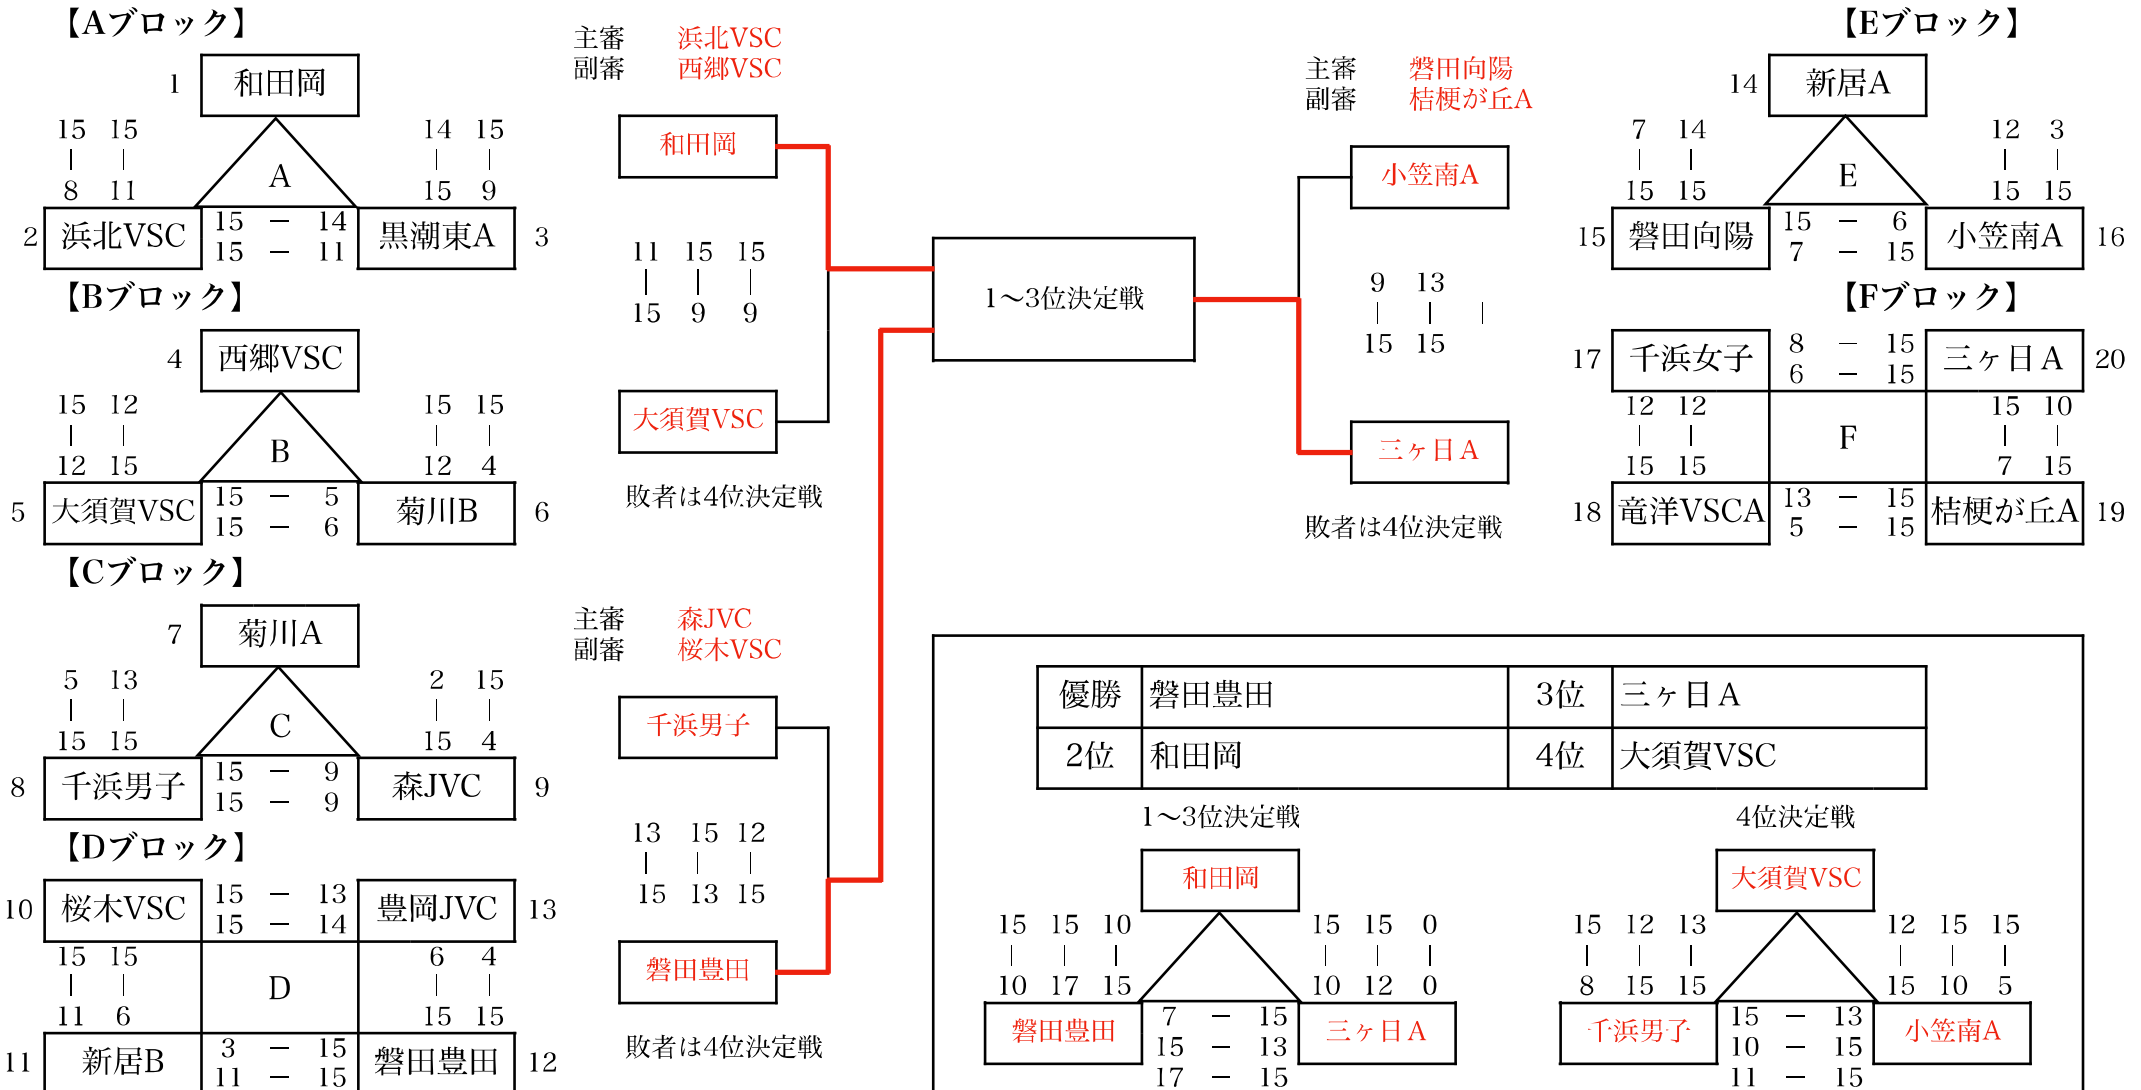 【Aブロック】
1 和田岡
15 15
8 11
14 15
15 9
A
2 浜北VSC
15 － 14
15 － 11
黒潮東A 3
【Bブロック】
4 西郷VSC
15 12
12 15
15 15
12 4
B
5 大須賀VSC
15 － 5
15 － 6
菊川B 6
【Cブロック】
7 菊川A
5 13
15 15
2 15
15 4
C
8 千浜男子
15 － 9
15 － 9
森JVC 9
【Dブロック】
10 桜木VSC
15 － 13
15 － 14
豊岡JVC 13
15 15
11 6
D
6 4
15 15
11 新居B
3 － 15
11 － 15
磐田豊田 12
主審 浜北VSC
副審 西郷VSC
和田岡
11 15 15
15 9 9
大須賀VSC
敗者は4位決定戦
主審 森JVC
副審 桜木VSC
千浜男子
13 15 12
15 13 15
磐田豊田
敗者は4位決定戦
1～3位決定戦
主審 磐田向陽
副審 桔梗が丘A
小笠南A
9 13
15 15
三ヶ日A
敗者は4位決定戦
【Eブロック】
14 新居A
7 14
15 15
12 3
15 15
E
15 磐田向陽
15 － 6
7 － 15
小笠南A 16
【Fブロック】
17 千浜女子
8 － 15
6 － 15
三ヶ日A 20
12 12
15 15
F
15 10
7 15
18 竜洋VSCA
13 － 15
5 － 15
桔梗が丘A 19
優勝 磐田豊田 3位 三ヶ日A
2位 和田岡 4位 大須賀VSC
1～3位決定戦
和田岡
15 15 10
10 17 15
15 15 0
10 12 0
磐田豊田
7 － 15
15 － 13
17 － 15
三ヶ日A
4位決定戦
大須賀VSC
15 12 13
8 15 15
12 15 15
15 10 5
千浜男子
15 － 13
10 － 15
11 － 15
小笠南A